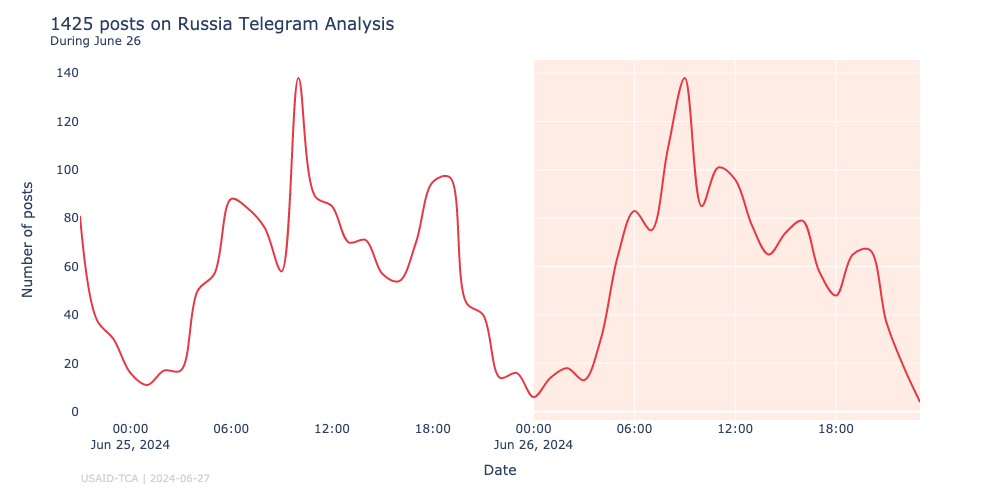 1425 posts on Russia Telegram Analysis
During June 26
140
120
100
80
60
40
20
0
Number of posts
00:00 06:00 12:00 18:00 00:00 06:00 12:00 18:00
Jun 25, 2024 Jun 26, 2024
Date
USAID-TCA | 2024-06-27